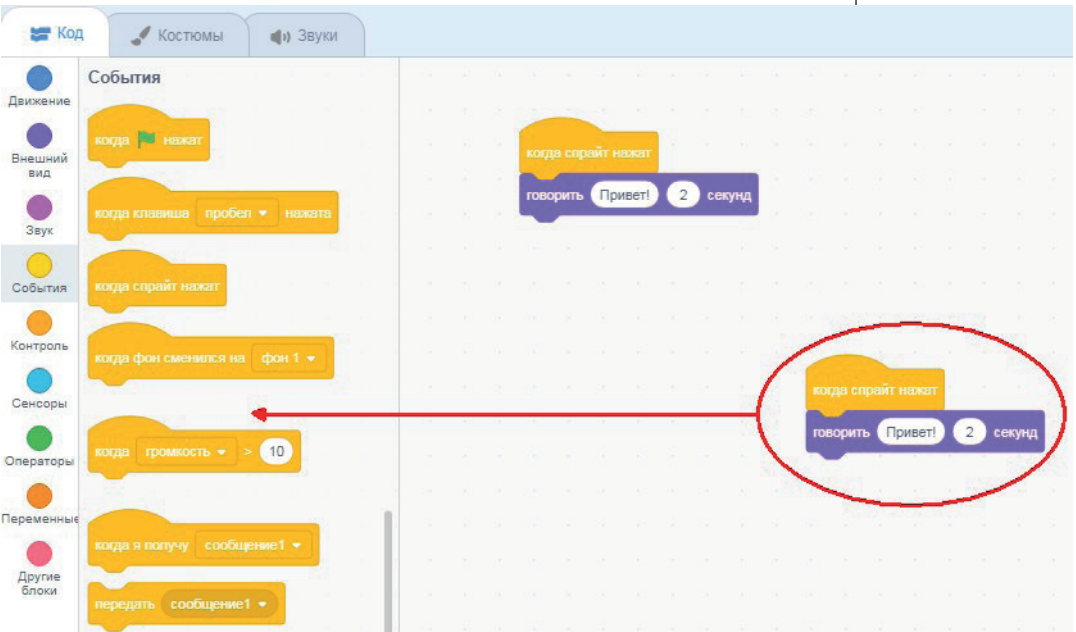 Код
Костюмы
Звуки
Движение
Внешний
вид
Звук
События
Контроль
Сенсоры
Операторы
Переменные
Другие
блоки
События
когда нажат
когда клавиша пробел нажата
когда спрайт нажат
когда фон сменился на фон 1
когда громкость > 10
когда я получу сообщение1
передать сообщение1
когда спрайт нажат
говорить Привет! 2 секунд
когда спрайт нажат
говорить Привет! 2 секунд